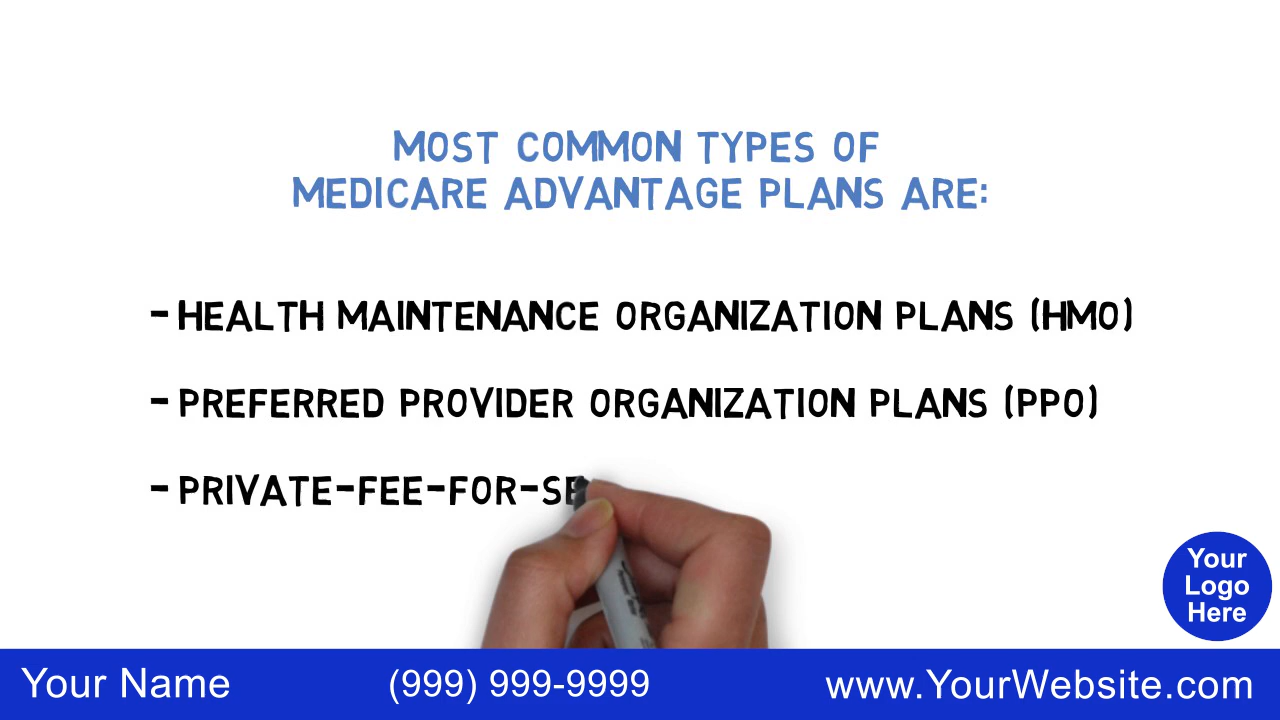 MOST COMMON TYPES OF
MEDICARE ADVANTAGE PLANS ARE:
- HEALTH MAINTENANCE ORGANIZATION PLANS (HMO)
- PREFERRED PROVIDER ORGANIZATION PLANS (PPO)
- PRIVATE-FEE-FOR-SE
Your
Logo
Here
Your Name (999) 999-9999 www.YourWebsite.com